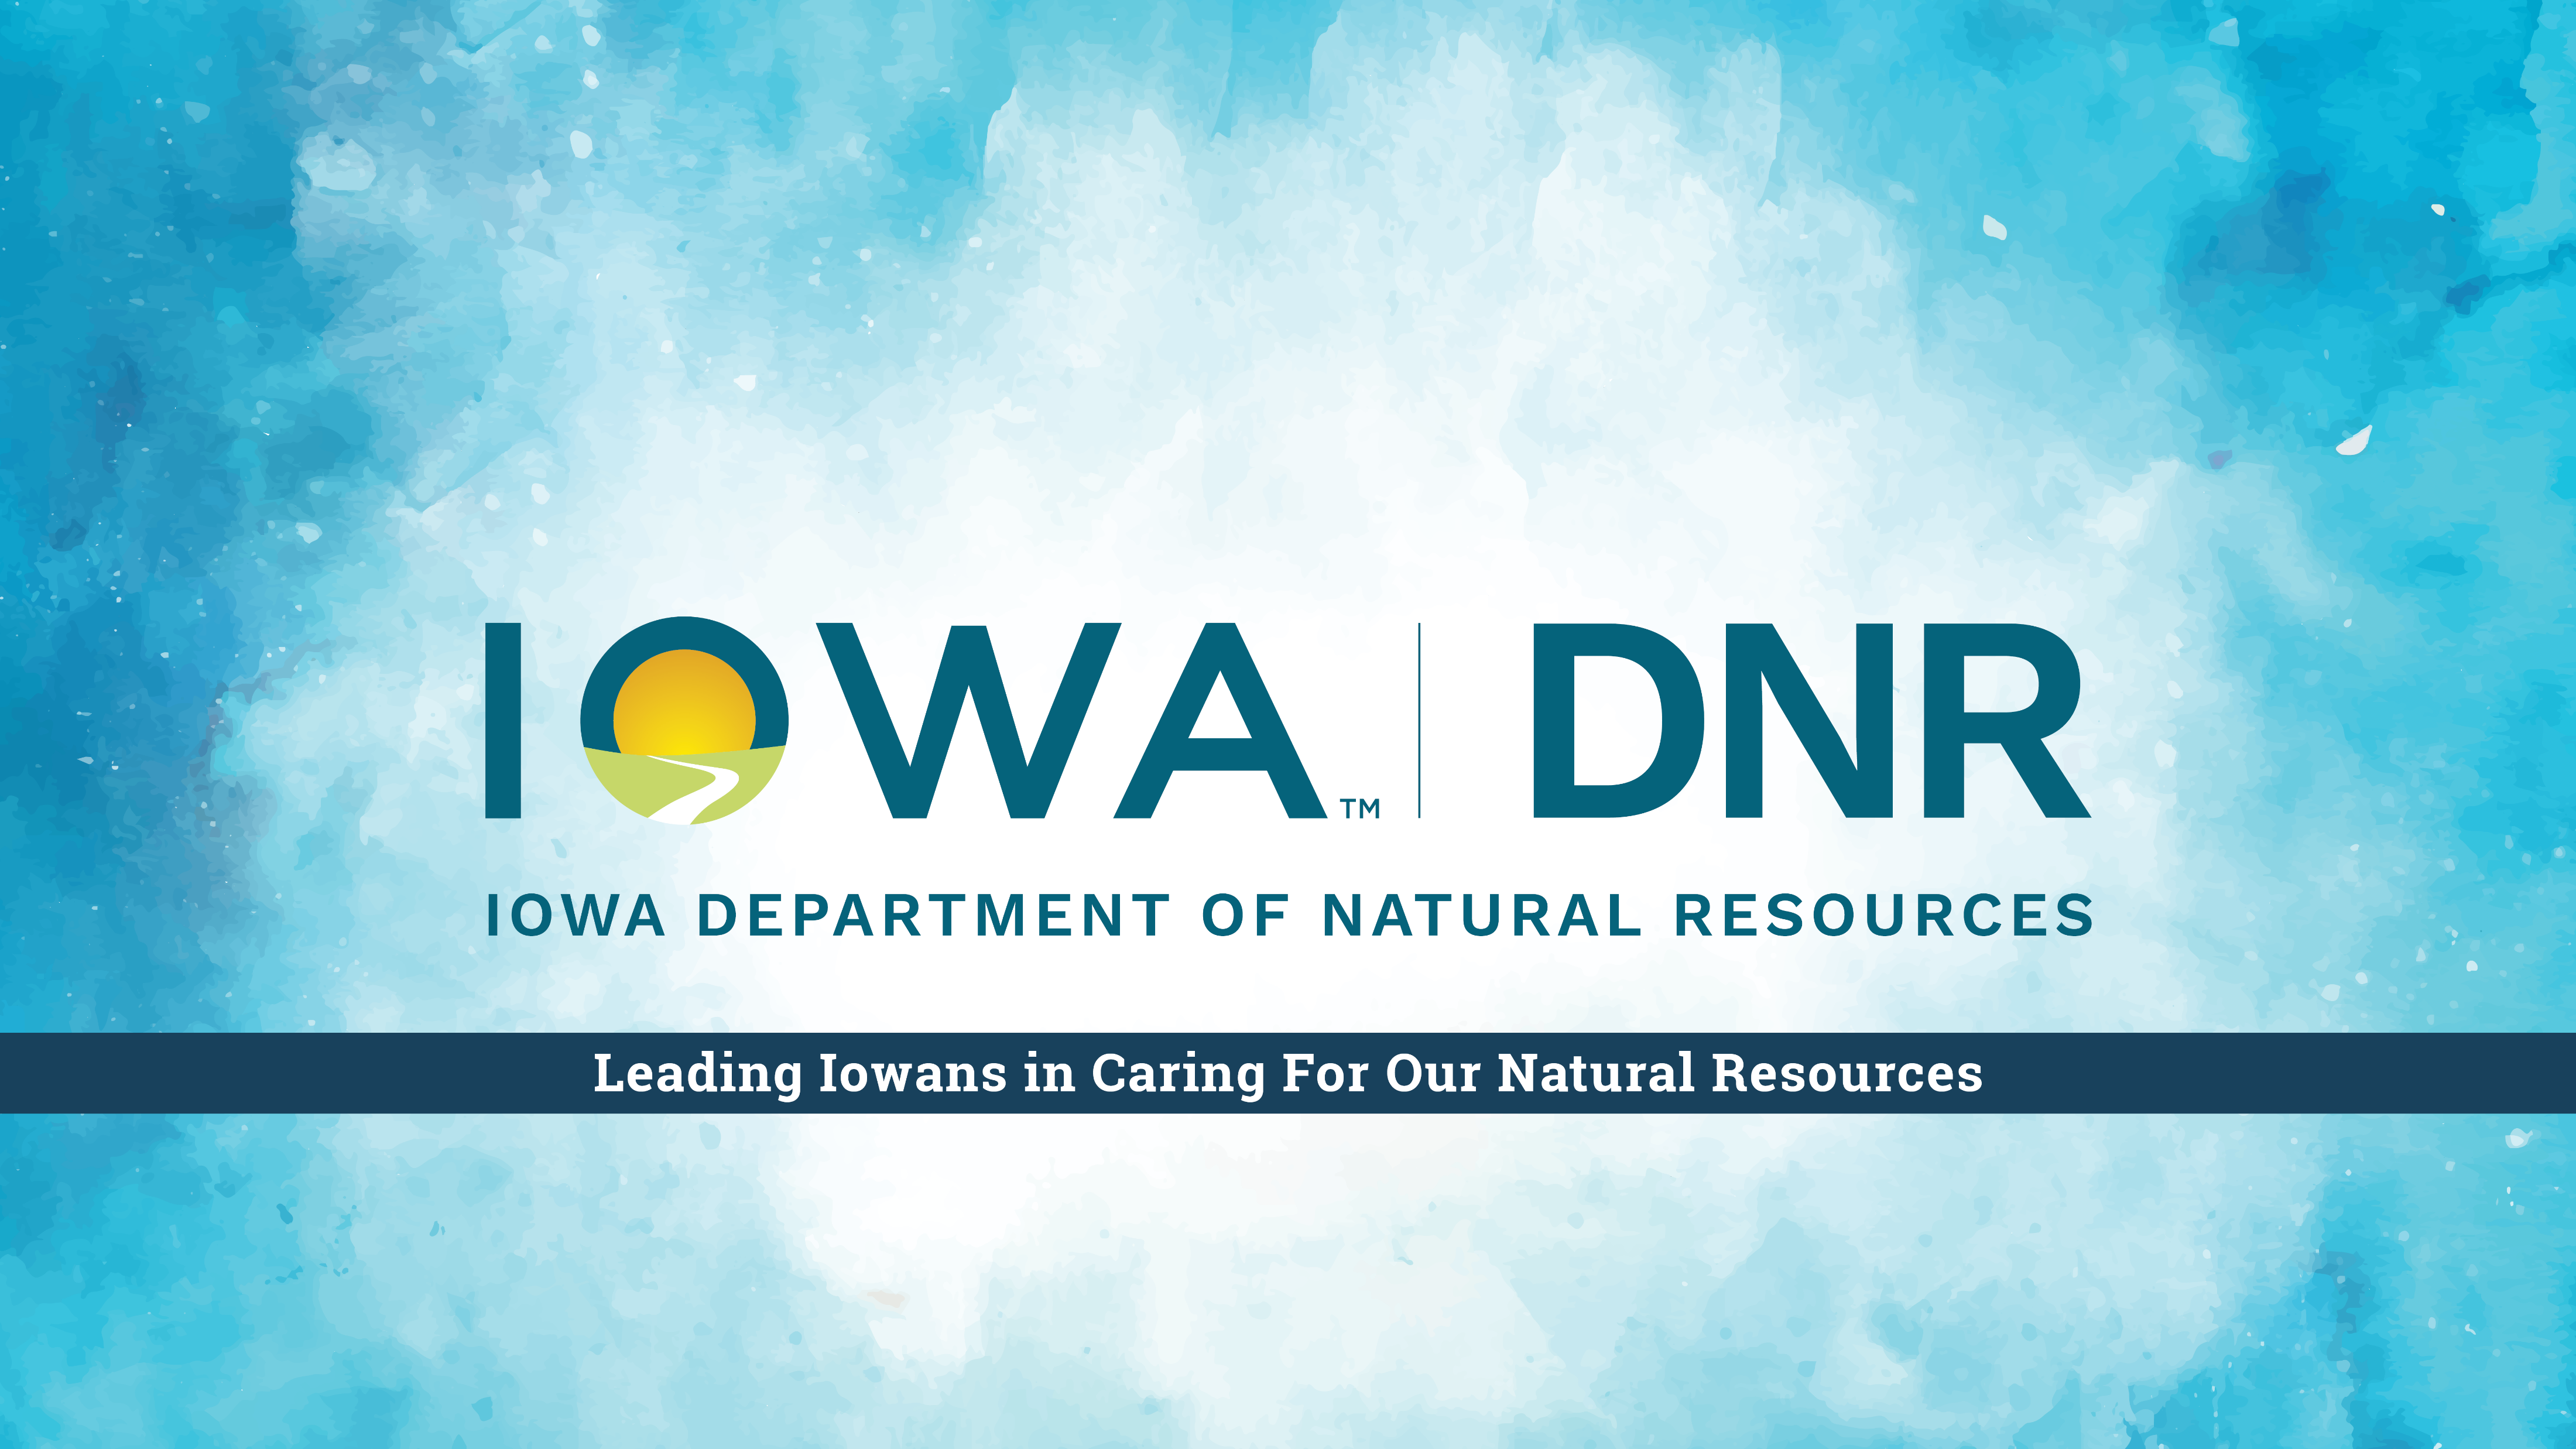 IOWA™ | DNR
IOWA DEPARTMENT OF NATURAL RESOURCES
Leading Iowans in Caring For Our Natural Resources